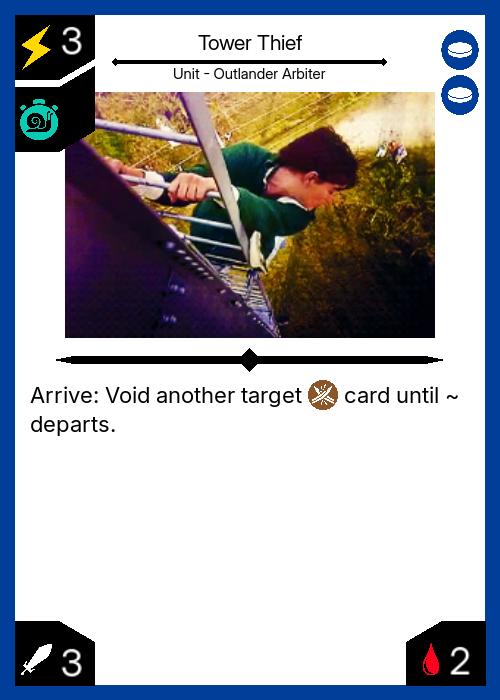 3
Tower Thief
Unit - Outlander Arbiter
Arrive: Void another target card until ~
departs.
3
2